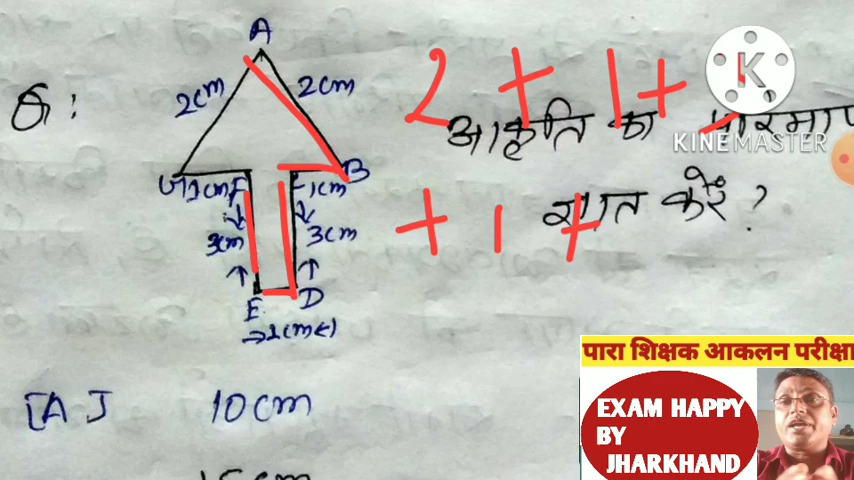 A
2cm 2cm
2 + 1 +
आकृति का परिमाप
K
KINEMASTER
G 1cm F 1cm B
3cm 3cm
+ 1 +
ज्ञात करें ?
E D
[A] 10cm
15cm
पारा शिक्षक आकलन परीक्षा
EXAM HAPPY
BY
JHARKHAND